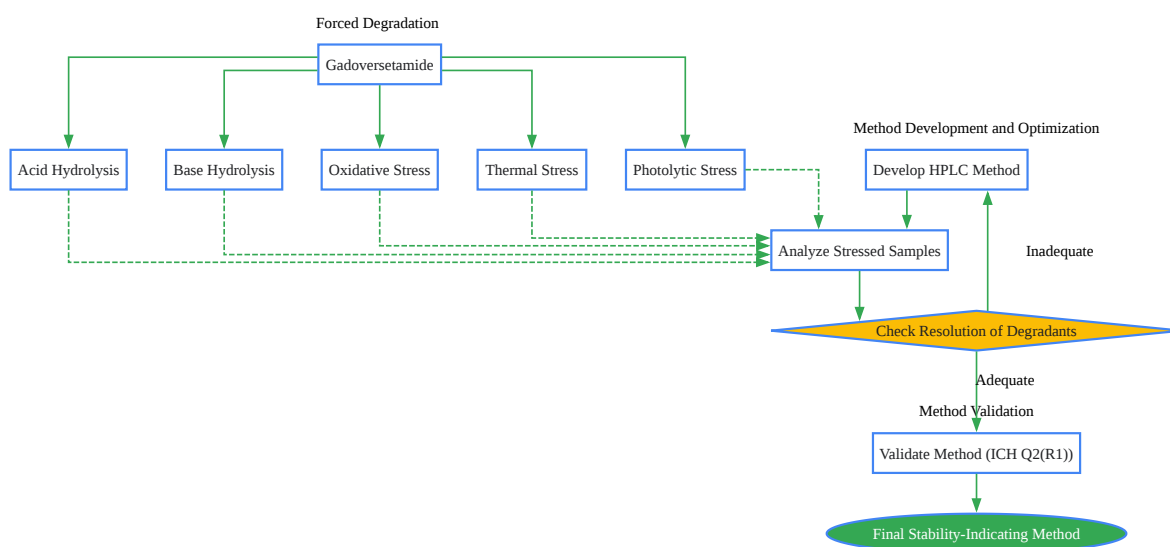 Forced Degradation
Gadoversetamide
Method Development and Optimization
Acid Hydrolysis
Base Hydrolysis
Oxidative Stress
Thermal Stress
Photolytic Stress
Develop HPLC Method
Analyze Stressed Samples
Inadequate
Check Resolution of Degradants
Adequate
Method Validation
Validate Method (ICH Q2(R1))
Final Stability-Indicating Method